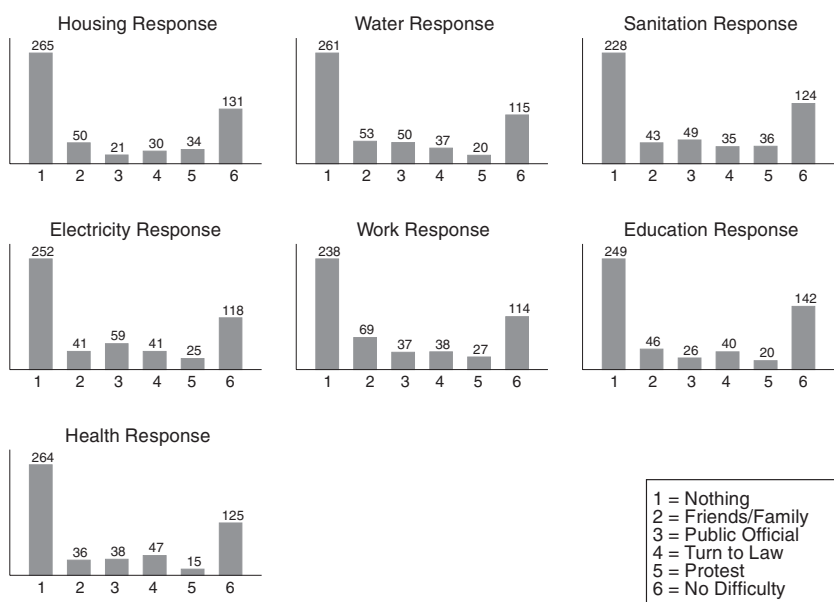 Housing Response
265
50
21
30
34
131
1 2 3 4 5 6
Water Response
261
53
50
37
20
115
1 2 3 4 5 6
Sanitation Response
228
43
49
35
36
124
1 2 3 4 5 6
Electricity Response
252
41
59
41
25
118
1 2 3 4 5 6
Work Response
238
69
37
38
27
114
1 2 3 4 5 6
Education Response
249
46
26
40
20
142
1 2 3 4 5 6
Health Response
264
36
38
47
15
125
1 2 3 4 5 6
1 = Nothing
2 = Friends/Family
3 = Public Official
4 = Turn to Law
5 = Protest
6 = No Difficulty